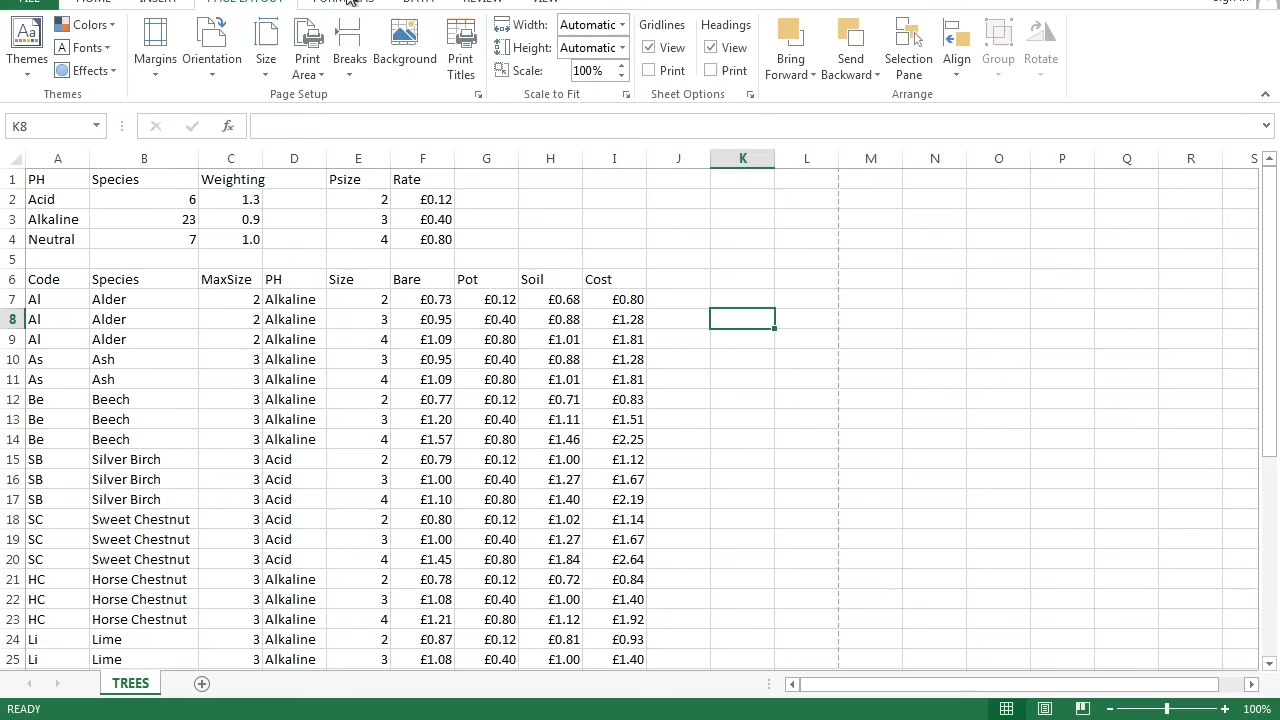 FILE HOME INSERT PAGE LAYOUT FORMULAS DATA REVIEW VIEW Sign in
Colors Width: Automatic Gridlines Headings
Aa A Fonts Height: Automatic View View
Themes Effects Margins Orientation Size Print Area Breaks Background Print Titles Scale: 100% Print Print Bring Forward Send Backward Selection Pane Align Group Rotate
Themes Page Setup Scale to Fit Sheet Options Arrange
K8 fx
A B C D E F G H I J K L M N O P Q R S
1 PH Species Weighting Psize Rate
2 Acid 6 1.3 2 £0.12
3 Alkaline 23 0.9 3 £0.40
4 Neutral 7 1.0 4 £0.80
5
6 Code Species MaxSize PH Size Bare Pot Soil Cost
7 Al Alder 2 Alkaline 2 £0.73 £0.12 £0.68 £0.80
8 Al Alder 2 Alkaline 3 £0.95 £0.40 £0.88 £1.28
9 Al Alder 2 Alkaline 4 £1.09 £0.80 £1.01 £1.81
10 As Ash 3 Alkaline 3 £0.95 £0.40 £0.88 £1.28
11 As Ash 3 Alkaline 4 £1.09 £0.80 £1.01 £1.81
12 Be Beech 3 Alkaline 2 £0.77 £0.12 £0.71 £0.83
13 Be Beech 3 Alkaline 3 £1.20 £0.40 £1.11 £1.51
14 Be Beech 3 Alkaline 4 £1.57 £0.80 £1.46 £2.25
15 SB Silver Birch 3 Acid 2 £0.79 £0.12 £1.00 £1.12
16 SB Silver Birch 3 Acid 3 £1.00 £0.40 £1.27 £1.67
17 SB Silver Birch 3 Acid 4 £1.10 £0.80 £1.40 £2.19
18 SC Sweet Chestnut 3 Acid 2 £0.80 £0.12 £1.02 £1.14
19 SC Sweet Chestnut 3 Acid 3 £1.00 £0.40 £1.27 £1.67
20 SC Sweet Chestnut 3 Acid 4 £1.45 £0.80 £1.84 £2.64
21 HC Horse Chestnut 3 Alkaline 2 £0.78 £0.12 £0.72 £0.84
22 HC Horse Chestnut 3 Alkaline 3 £1.08 £0.40 £1.00 £1.40
23 HC Horse Chestnut 3 Alkaline 4 £1.21 £0.80 £1.12 £1.92
24 Li Lime 3 Alkaline 2 £0.87 £0.12 £0.81 £0.93
25 Li Lime 3 Alkaline 3 £1.08 £0.40 £1.00 £1.40
TREES
READY 100%